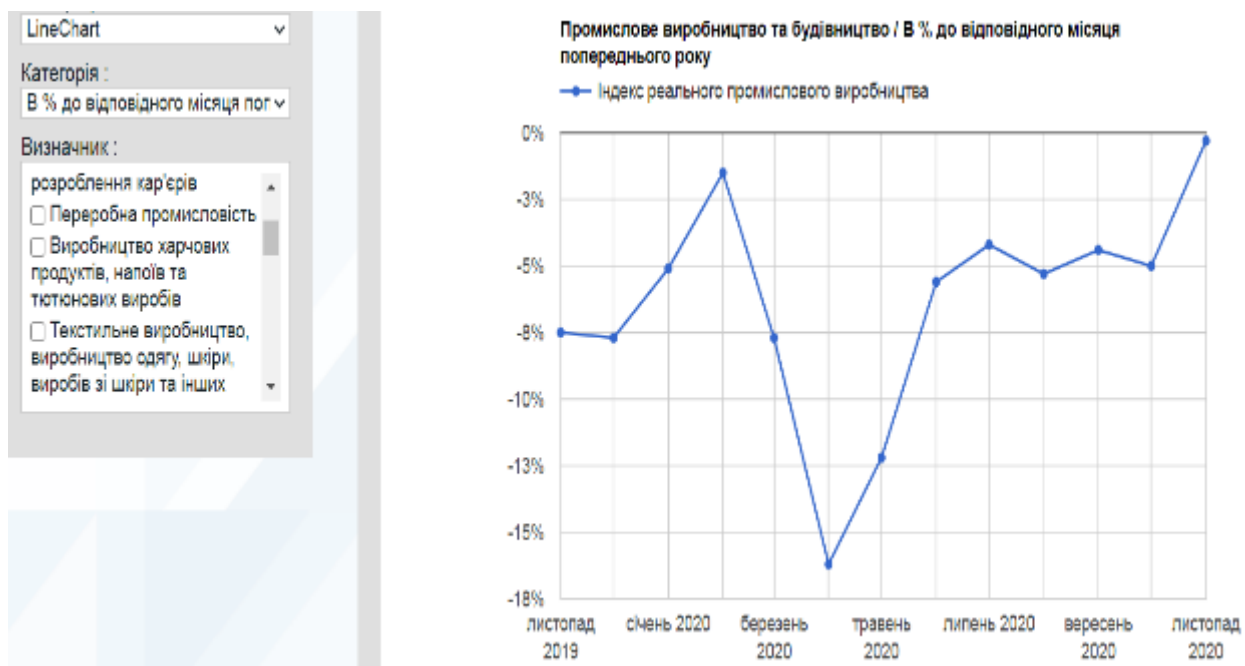 LineChart
Категорія :
В % до відповідного місяця пог
Визначник :
розроблення кар'єрів
Переробна промисловість
Виробництво харчових
продуктів, напоїв та
тютюнових виробів
Текстильне виробництво,
виробництво одягу, шкіри,
виробів зі шкіри та інших
Промислове виробництво та будівництво / В % до відповідного місяця
попереднього року
Індекс реального промислового виробництва
0%
-3%
-5%
-8%
-10%
-13%
-15%
-18%
листопад 2019
січень 2020
березень 2020
травень 2020
липень 2020
вересень 2020
листопад 2020